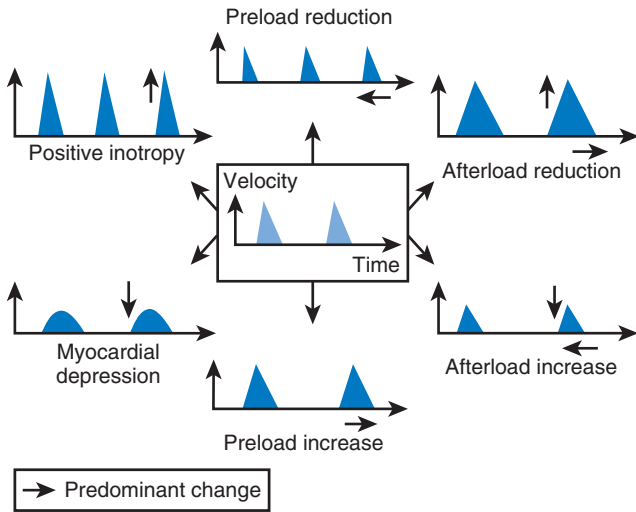 Preload reduction
Positive inotropy
Afterload reduction
Velocity
Time
Myocardial
depression
Afterload increase
Preload increase
Predominant change